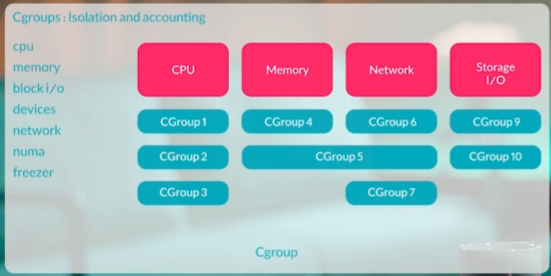 Cgroups : Isolation and accounting
cpu
memory
block i/o
devices
network
numa
freezer
CPU
Memory
Network
Storage
I/O
CGroup 1
CGroup 4
CGroup 6
CGroup 9
CGroup 2
CGroup 5
CGroup 10
CGroup 3
CGroup 7
Cgroup